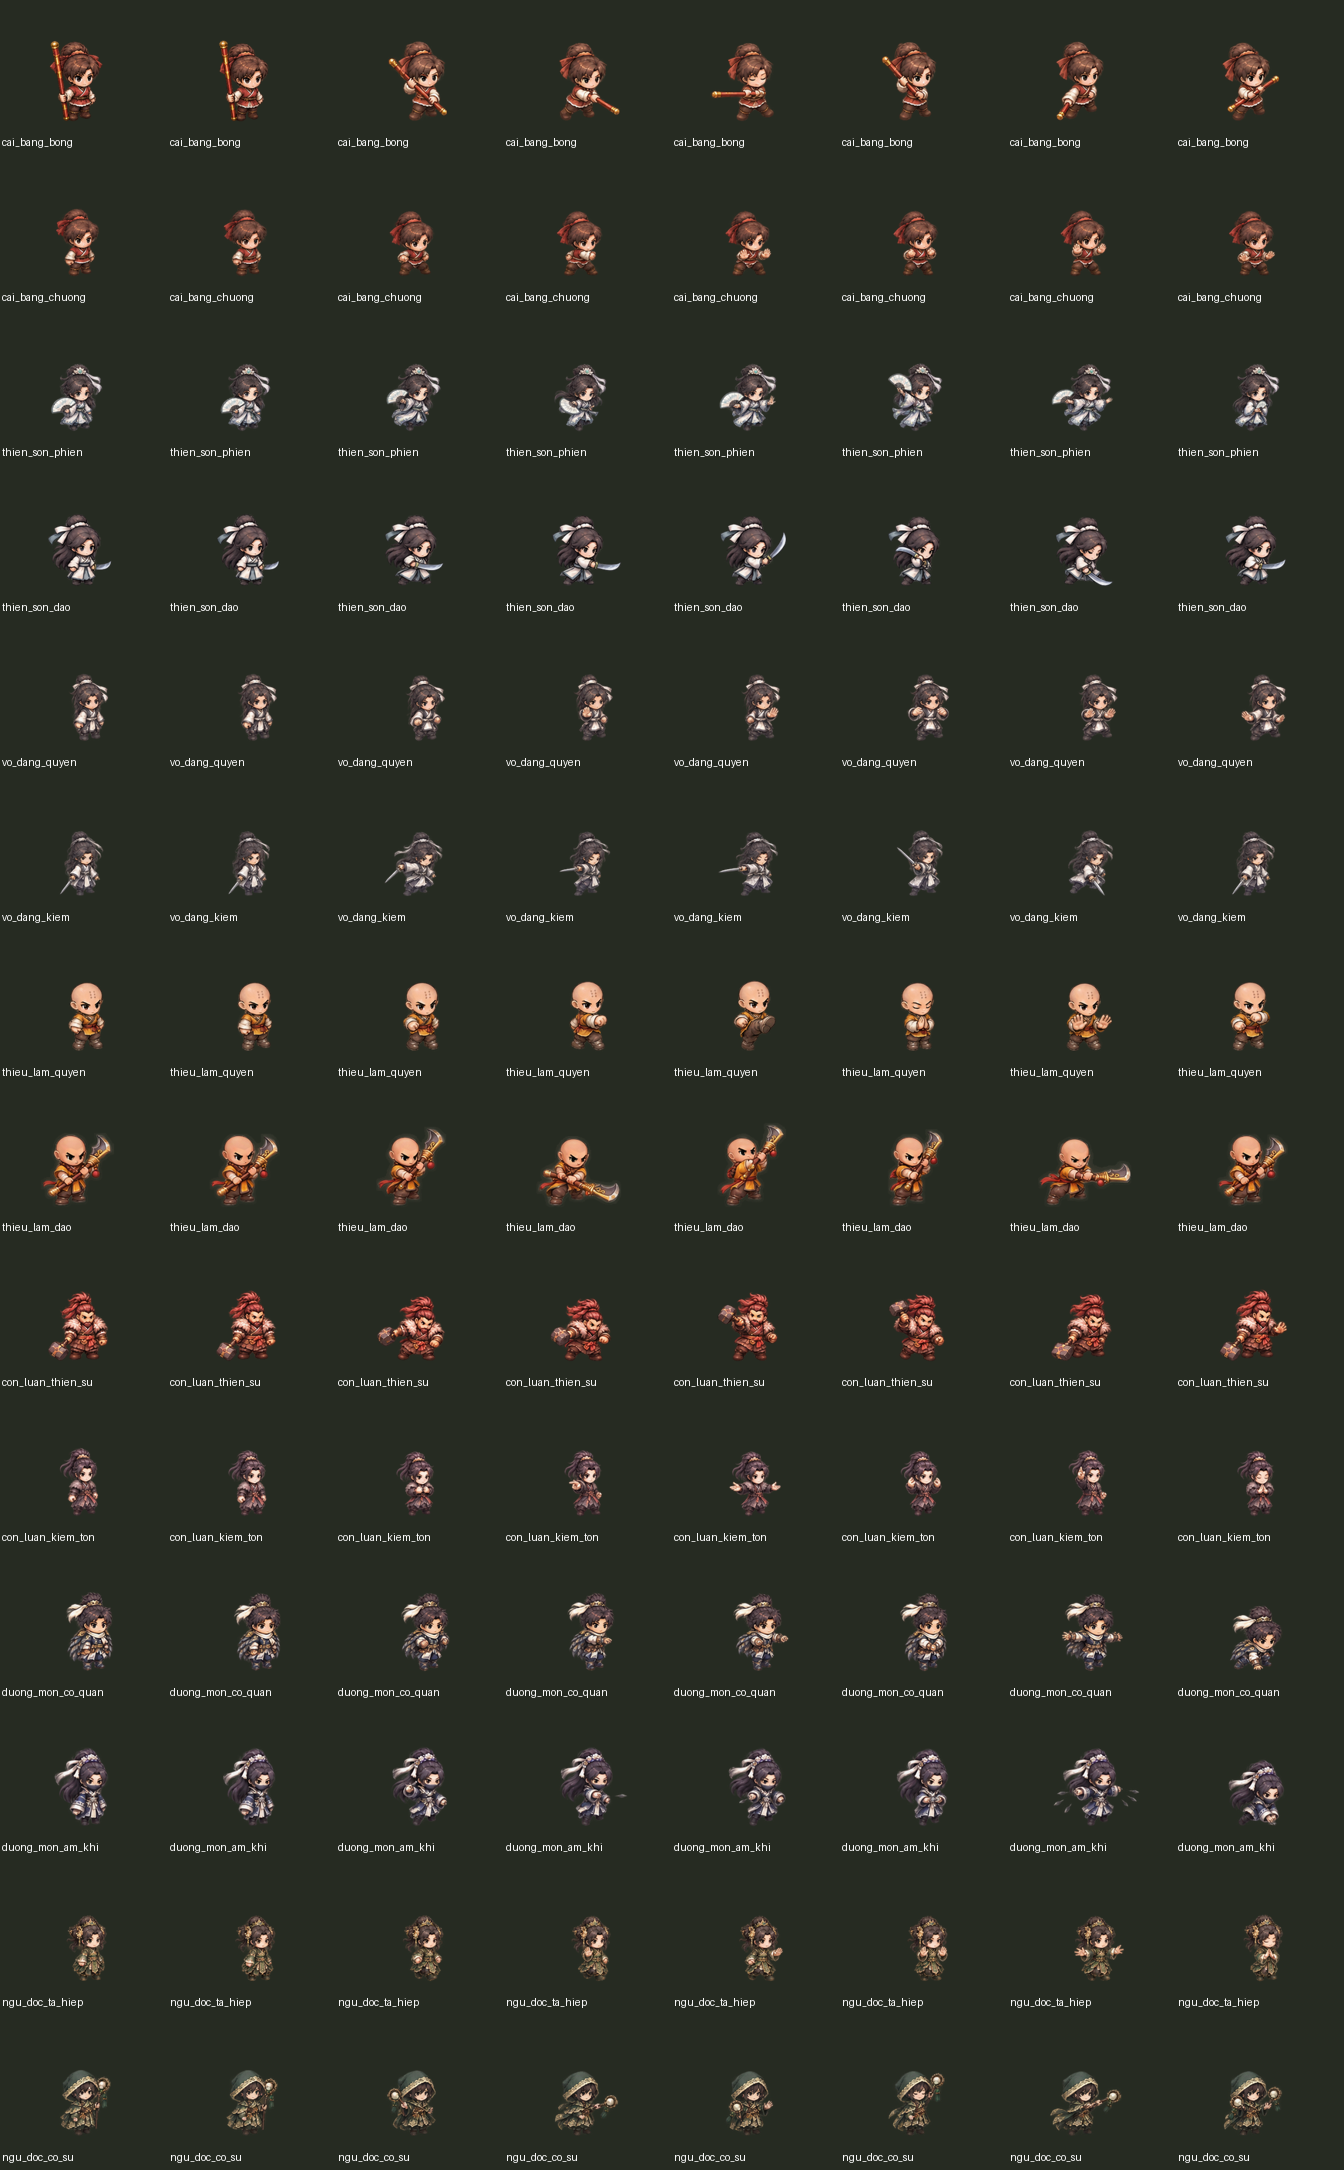 cai_bang_bong cai_bang_bong cai_bang_bong cai_bang_bong cai_bang_bong cai_bang_bong cai_bang_bong cai_bang_bong
cai_bang_chuong cai_bang_chuong cai_bang_chuong cai_bang_chuong cai_bang_chuong cai_bang_chuong cai_bang_chuong cai_bang_chuong
thien_son_phien thien_son_phien thien_son_phien thien_son_phien thien_son_phien thien_son_phien thien_son_phien thien_son_phien
thien_son_dao thien_son_dao thien_son_dao thien_son_dao thien_son_dao thien_son_dao thien_son_dao thien_son_dao
vo_dang_quyen vo_dang_quyen vo_dang_quyen vo_dang_quyen vo_dang_quyen vo_dang_quyen vo_dang_quyen vo_dang_quyen
vo_dang_kiem vo_dang_kiem vo_dang_kiem vo_dang_kiem vo_dang_kiem vo_dang_kiem vo_dang_kiem vo_dang_kiem
thieu_lam_quyen thieu_lam_quyen thieu_lam_quyen thieu_lam_quyen thieu_lam_quyen thieu_lam_quyen thieu_lam_quyen thieu_lam_quyen
thieu_lam_dao thieu_lam_dao thieu_lam_dao thieu_lam_dao thieu_lam_dao thieu_lam_dao thieu_lam_dao thieu_lam_dao
con_luan_thien_su con_luan_thien_su con_luan_thien_su con_luan_thien_su con_luan_thien_su con_luan_thien_su con_luan_thien_su con_luan_thien_su
con_luan_kiem_ton con_luan_kiem_ton con_luan_kiem_ton con_luan_kiem_ton con_luan_kiem_ton con_luan_kiem_ton con_luan_kiem_ton con_luan_kiem_ton
duong_mon_co_quan duong_mon_co_quan duong_mon_co_quan duong_mon_co_quan duong_mon_co_quan duong_mon_co_quan duong_mon_co_quan duong_mon_co_quan
duong_mon_am_khi duong_mon_am_khi duong_mon_am_khi duong_mon_am_khi duong_mon_am_khi duong_mon_am_khi duong_mon_am_khi duong_mon_am_khi
ngu_doc_ta_hiep ngu_doc_ta_hiep ngu_doc_ta_hiep ngu_doc_ta_hiep ngu_doc_ta_hiep ngu_doc_ta_hiep ngu_doc_ta_hiep ngu_doc_ta_hiep
ngu_doc_co_su ngu_doc_co_su ngu_doc_co_su ngu_doc_co_su ngu_doc_co_su ngu_doc_co_su ngu_doc_co_su ngu_doc_co_su